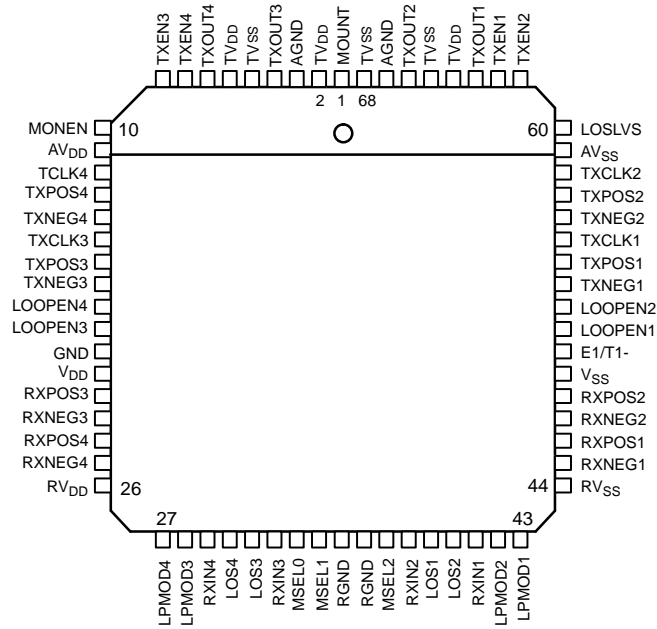 TXEN3
TXEN4
TXOUT4
TVDD
TVSS
TXOUT3
AGND
TVDD
MOUNT
TVSS
AGND
TXOUT2
TVSS
TVDD
TXOUT1
TXEN1
TXEN2
2 1 68
10
60
MONEN
AVDD
TCLK4
TXPOS4
TXNEG4
TXCLK3
TXPOS3
TXNEG3
LOOPEN4
LOOPEN3
GND
VDD
RXPOS3
RXNEG3
RXPOS4
RXNEG4
RVDD
LOSLVS
AVSS
TXCLK2
TXPOS2
TXNEG2
TXCLK1
TXPOS1
TXNEG1
LOOPEN2
LOOPEN1
E1/T1-
VSS
RXPOS2
RXNEG2
RXPOS1
RXNEG1
RVSS
26
44
27
43
LPMOD4
LPMOD3
RXIN4
LOS4
LOS3
RXIN3
MSEL0
MSEL1
RGND
RGND
MSEL2
RXIN2
LOS1
LOS2
RXIN1
LPMOD2
LPMOD1